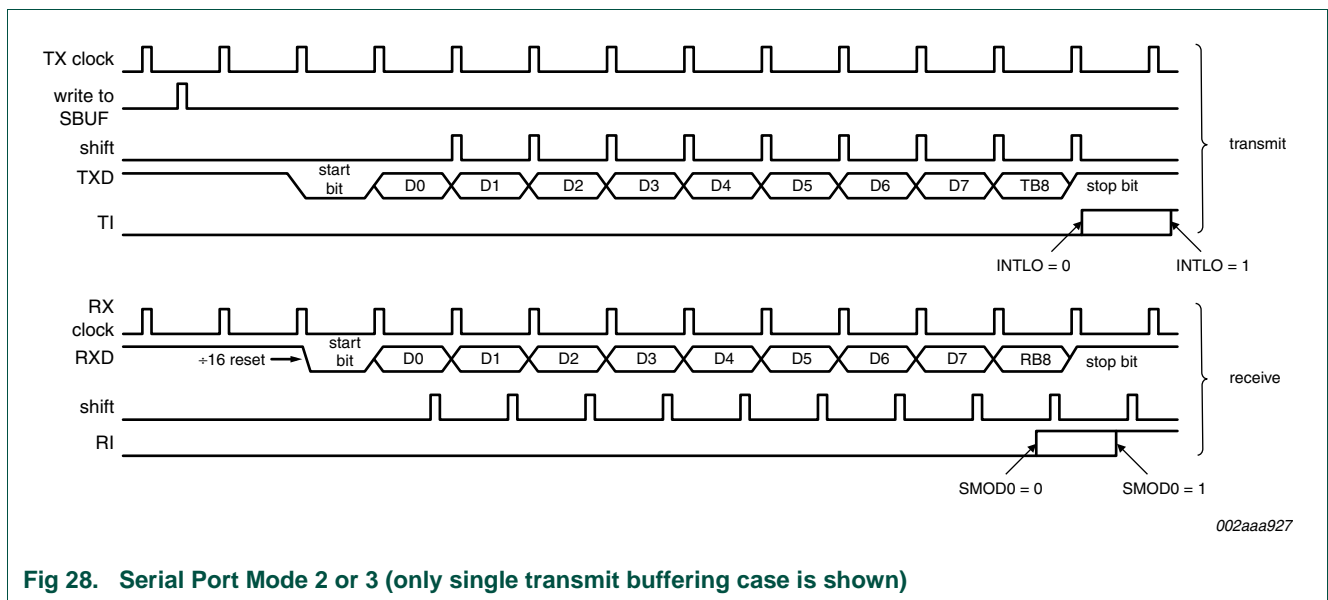 TX clock
write to
SBUF
shift
TXD
start
bit
D0 D1 D2 D3 D4 D5 D6 D7 TB8 stop bit
TI
INTLO = 0 INTLO = 1
transmit
RX
clock
RXD
÷16 reset
start
bit
D0 D1 D2 D3 D4 D5 D6 D7 RB8 stop bit
shift
RI
SMOD0 = 0 SMOD0 = 1
receive
002aaa927
Fig 28. Serial Port Mode 2 or 3 (only single transmit buffering case is shown)